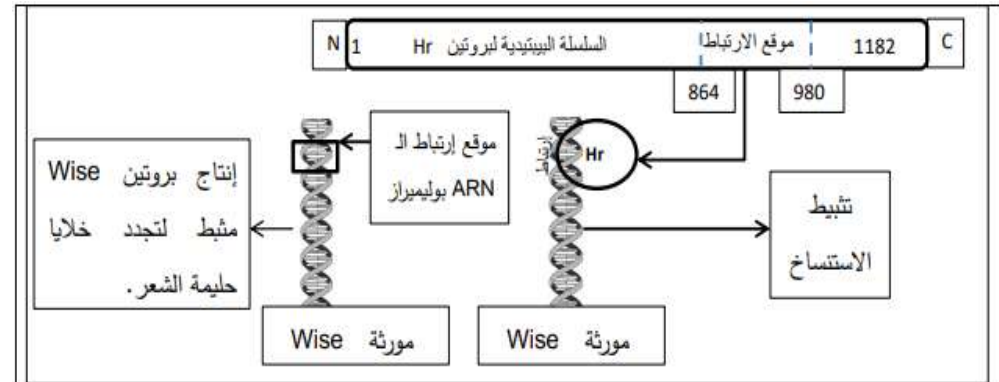 N 1 السلسلة البيبتيدية لبروتين Hr موقع الارتباط 1182 C
864 980
موقع إرتباط الـ
ARN بوليميراز
إنتاج بروتين Wise
مثبط لتجدد خلايا
حليمة الشعر.
إرتباط
Hr
تثبيط
الاستنساخ
مورثة Wise
مورثة Wise